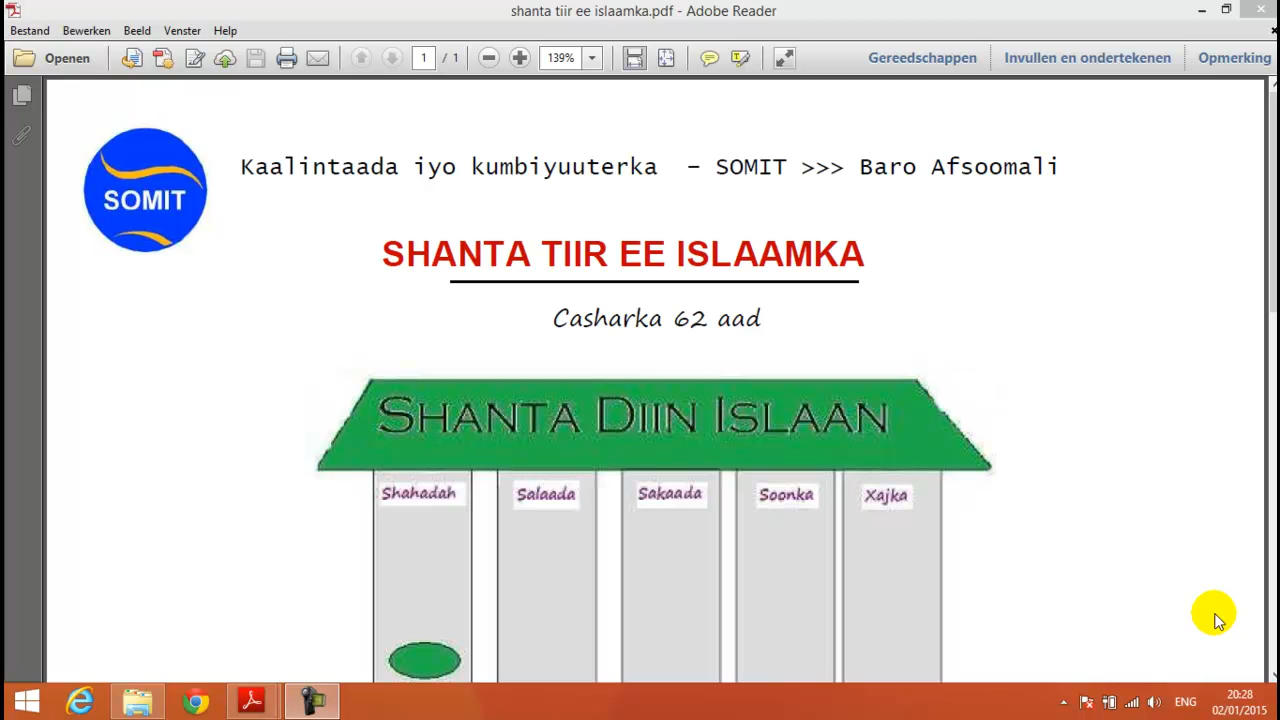 shanta tiir ee islaamka.pdf - Adobe Reader
Bestand Bewerken Beeld Venster Help
Openen 1 / 1 139% Gereedschappen Invullen en ondertekenen Opmerking
Kaalintaada iyo kumbiyuuterka – SOMIT >>> Baro Afsoomali
SOMIT
SHANTA TIIR EE ISLAAMKA
Casharka 62 aad
SHANTA DIIN ISLAAN
Shahadah Salaada Sakaada Soonka Xajka
ENG
20:28
02/01/2015